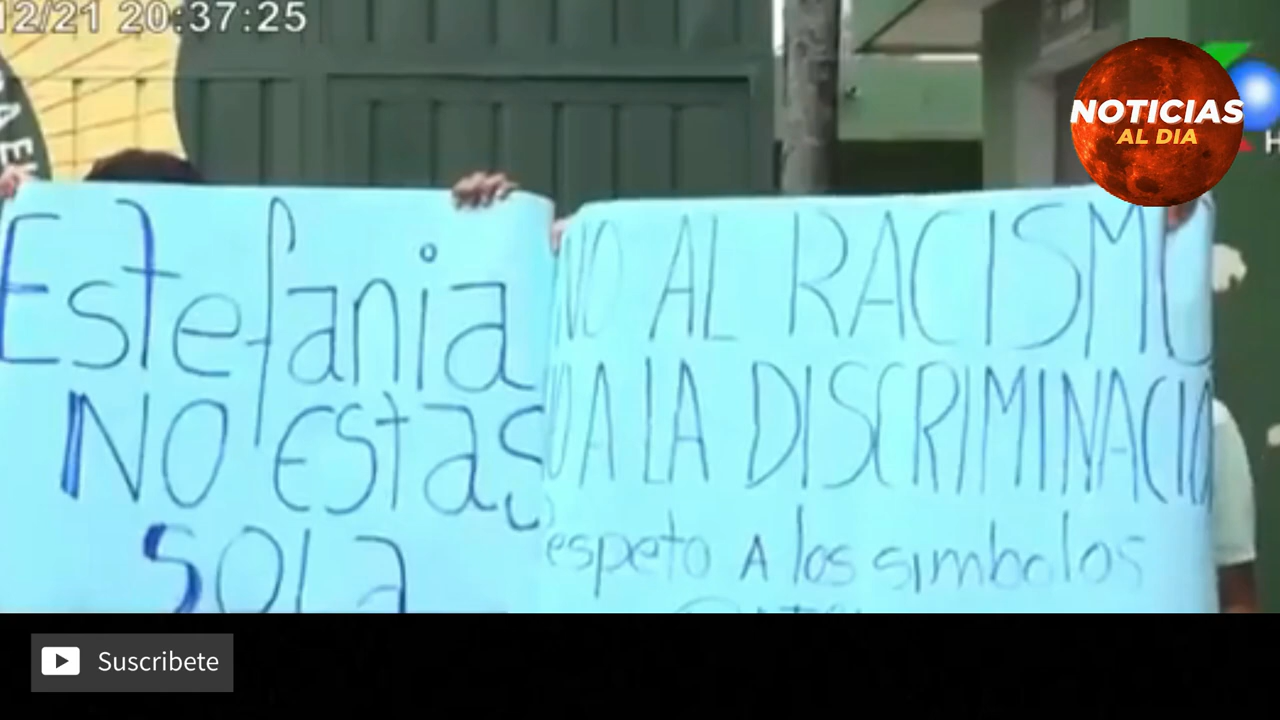 12/21 20:37:25
NOTICIAS
AL DIA
Estefania
NO Estas
SOLA
NO AL RACISMO
A LA DISCRIMINACIO
espeto A los simbolos
Suscribete